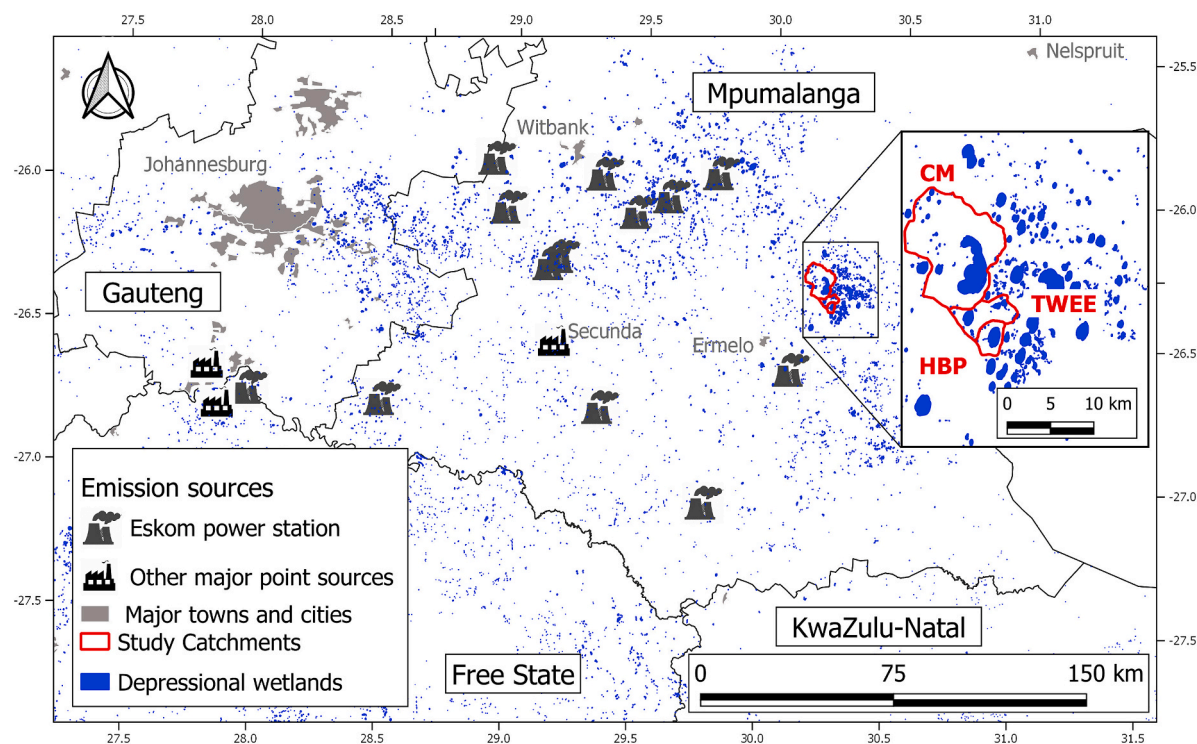 27.5 28.0 28.5 29.0 29.5 30.0 30.5 31.0
Nelspruit
-25.5
Mpumalanga
Witbank
Johannesburg
-26.0
CM
-26.0
Gauteng
TWEE
-26.5
Secunda
Ermelo
HBP
-26.5
0 5 10 km
-27.0
Emission sources
Eskom power station
-27.0
Other major point sources
Major towns and cities
-27.5
Study Catchments
KwaZulu-Natal
-27.5
Depressional wetlands
Free State
0 75 150 km
27.5 28.0 28.5 29.0 29.5 30.0 30.5 31.0 31.5